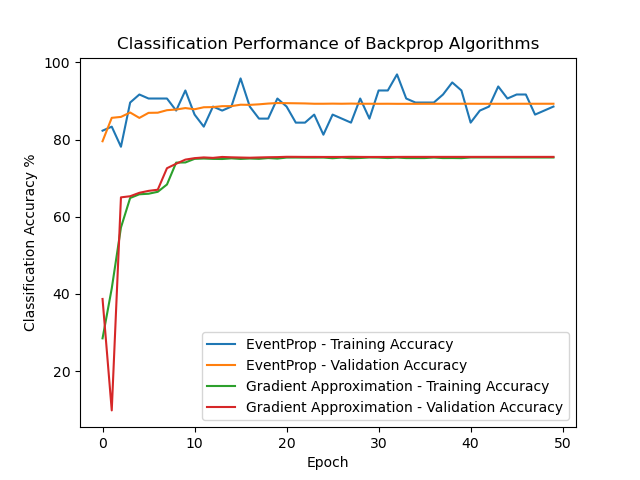 Classification Performance of Backprop Algorithms
100
80
60
40
20
Classification Accuracy %
EventProp - Training Accuracy
EventProp - Validation Accuracy
Gradient Approximation - Training Accuracy
Gradient Approximation - Validation Accuracy
0 10 20 30 40 50
Epoch